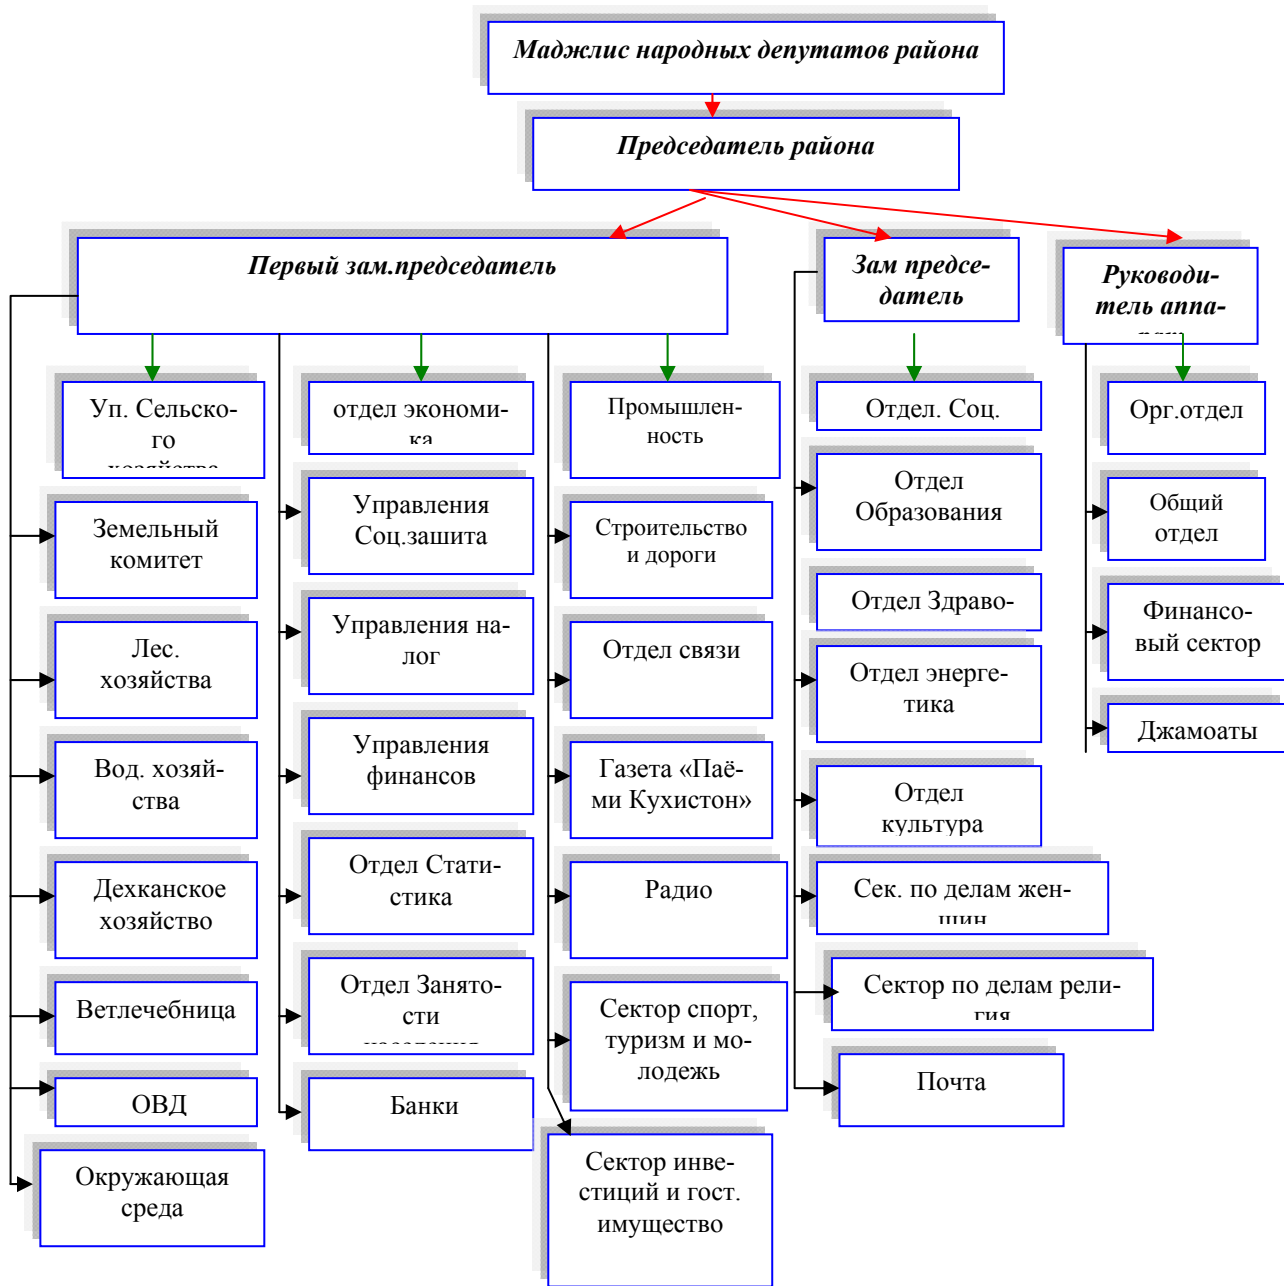 Маджлис народных депутатов района
Председатель района
Первый зам.председатель
Зам предсе-
датель
Руководи-
тель аппа-
Уп. Сельско-
го
хозяйства
Земельный
комитет
Лес.
хозяйства
Вод. хозяй-
ства
Дехканское
хозяйство
Ветлечебница
ОВД
Окружающая
среда
отдел экономи-
ка
Управления
Соц.зашита
Управления на-
лог
Управления
финансов
Отдел Стати-
стика
Отдел Занято-
сти
населения
Банки
Промышлен-
ность
Строительство
и дороги
Отдел связи
Газета «Паё-
ми Кухистон»
Радио
Сектор спорт,
туризм и мо-
лодежь
Сектор инве-
стиций и гост.
имущество
Отдел. Соц.
Отдел
Образования
Отдел Здраво-
Отдел энерге-
тика
Отдел
культура
Сек. по делам жен-
щин
Сектор по делам рели-
гия
Почта
Орг.отдел
Общий
отдел
Финансо-
вый сектор
Джамоаты